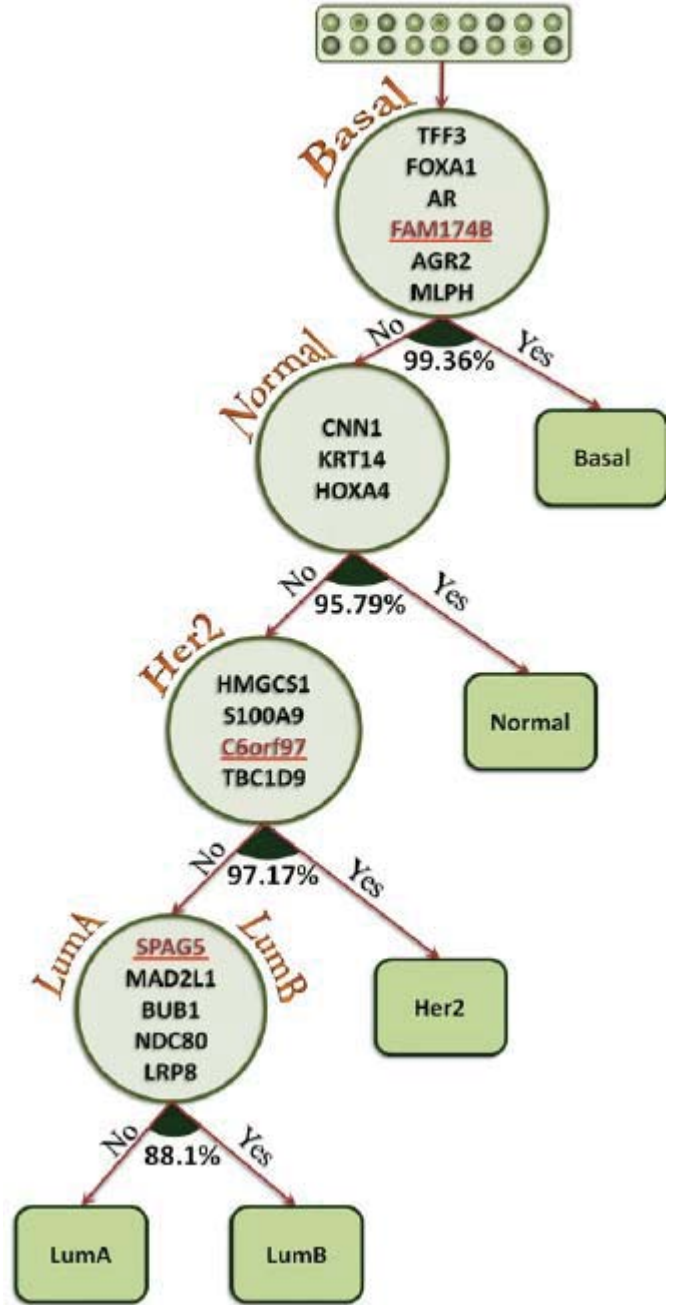 Basal
TFF3
FOXA1
AR
FAM174B
AGR2
MLPH
No
Yes
99.36%
Normal
CNN1
KRT14
HOXA4
Basal
No
Yes
95.79%
Her2
HMGCS1
S100A9
C6orf97
TBC1D9
Normal
No
Yes
97.17%
LumA
LumB
SPAG5
MAD2L1
BUB1
NDC80
LRP8
Her2
No
Yes
88.1%
LumA
LumB